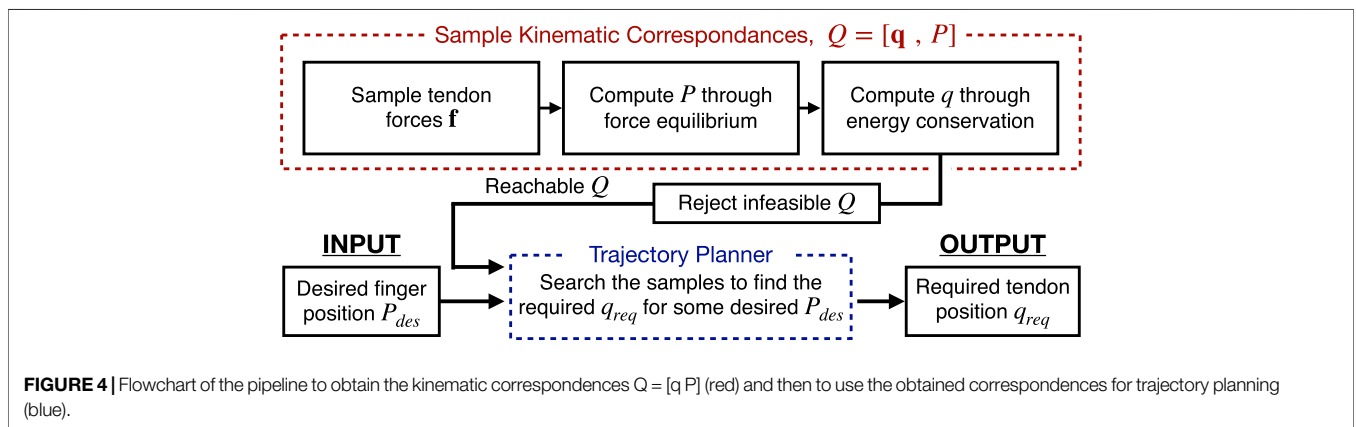 Sample Kinematic Correspondances, Q = [q , P]
Sample tendon
forces f
Compute P through
force equilibrium
Compute q through
energy conservation
Reachable Q
Reject infeasible Q
INPUT
Desired finger
position P_des
Trajectory Planner
Search the samples to find the
required q_req for some desired P_des
OUTPUT
Required tendon
position q_req
FIGURE 4 | Flowchart of the pipeline to obtain the kinematic correspondences Q = [q P] (red) and then to use the obtained correspondences for trajectory planning
(blue).